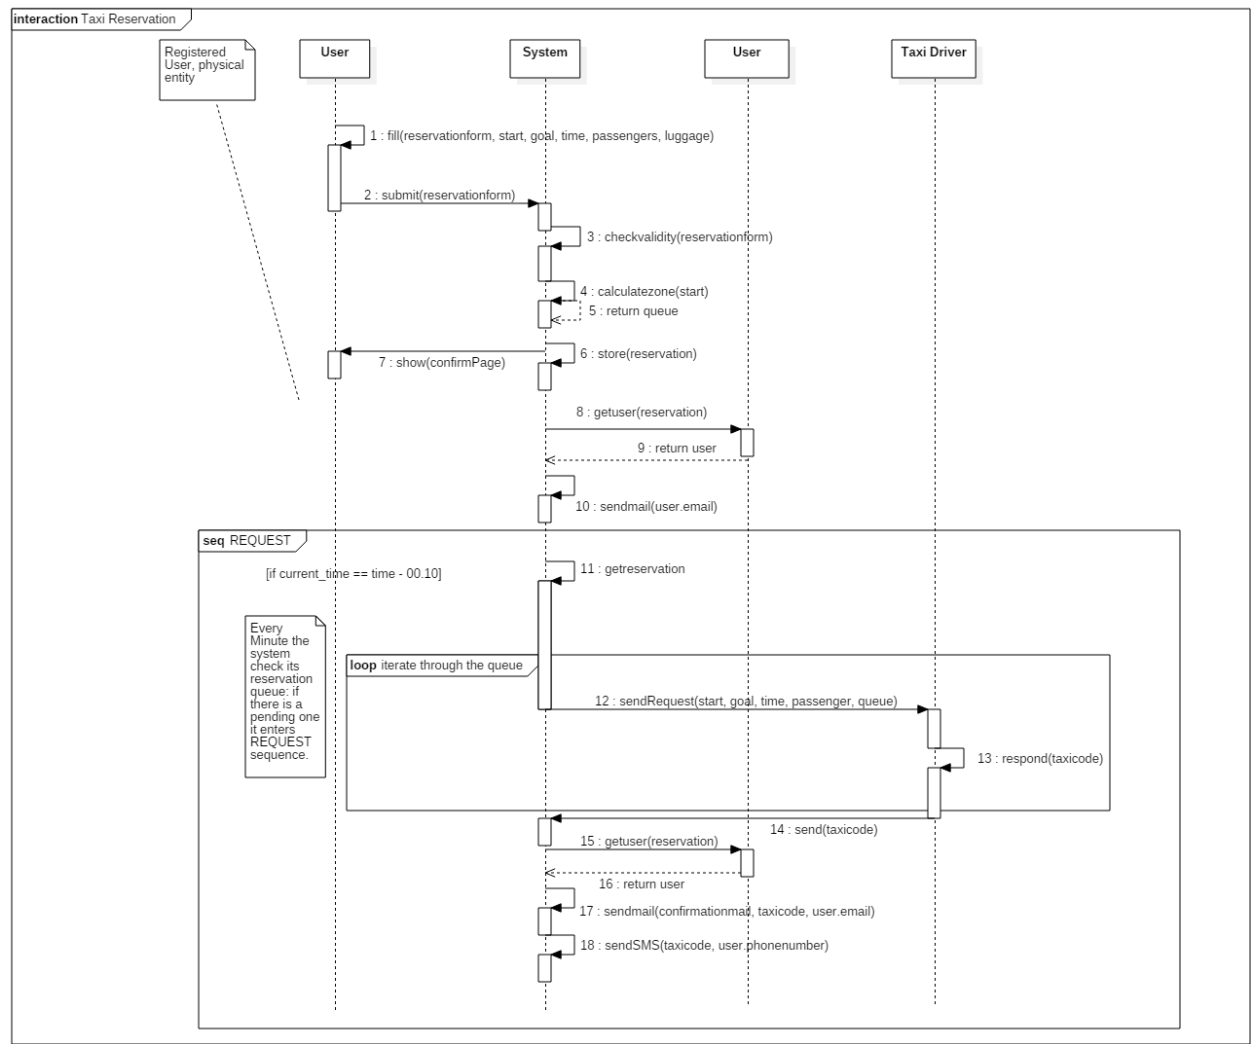 interaction Taxi Reservation
Registered
User, physical
entity
User
System
User
Taxi Driver
1 : fill(reservationform, start, goal, time, passengers, luggage)
2 : submit(reservationform)
3 : checkvalidity(reservationform)
4 : calculatezone(start)
5 : return queue
6 : store(reservation)
7 : show(confirmPage)
8 : getuser(reservation)
9 : return user
10 : sendmail(user.email)
seq REQUEST
[if current_time == time - 00.10]
11 : getreservation
Every
Minute the
system
check its
reservation
queue: if
there is a
pending one
it enters
REQUEST
sequence.
loop iterate through the queue
12 : sendRequest(start, goal, time, passenger, queue)
13 : respond(taxicode)
14 : send(taxicode)
15 : getuser(reservation)
16 : return user
17 : sendmail(confirmationmail, taxicode, user.email)
18 : sendSMS(taxicode, user.phonenumber)